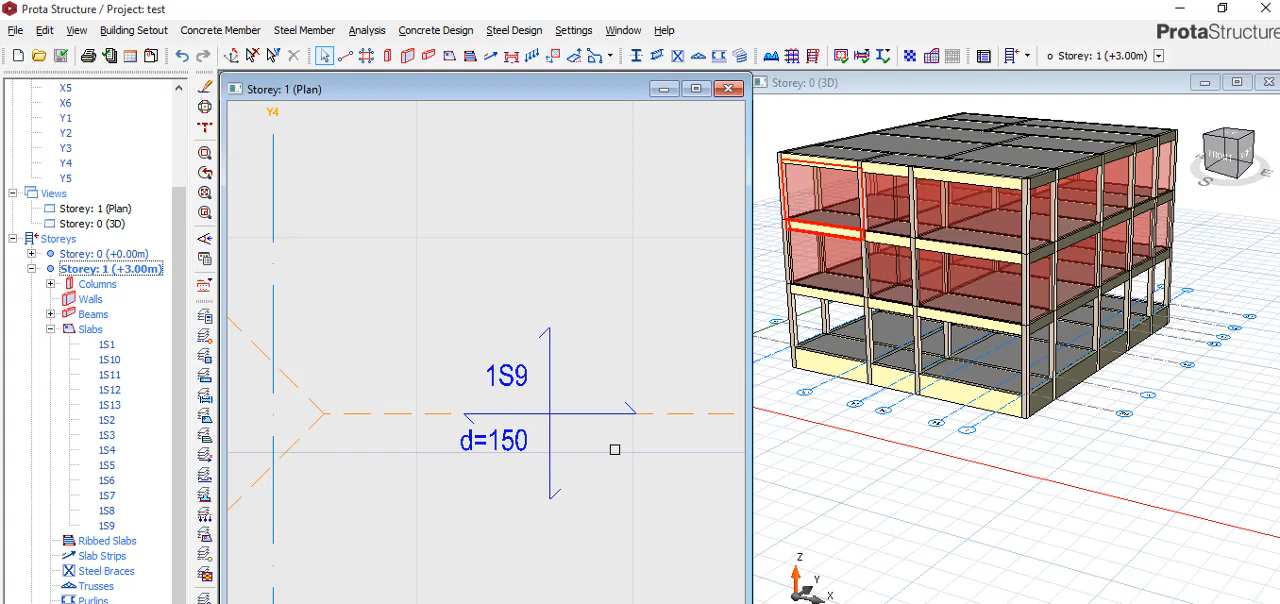 Prota Structure / Project: test
File Edit View Building Setout Concrete Member Steel Member Analysis Concrete Design Steel Design Settings Window Help
ProtaStructure
o Storey: 1 (+3.00m)
X5
X6
Y1
Y2
Y3
Y4
Y5
Views
Storey: 1 (Plan)
Storey: 0 (3D)
Storeys
Storey: 0 (+0.00m)
Storey: 1 (+3.00m)
Columns
Walls
Beams
Slabs
1S1
1S10
1S11
1S12
1S13
1S2
1S3
1S4
1S5
1S6
1S7
1S8
1S9
Ribbed Slabs
Slab Strips
Steel Braces
Trusses
Purlins
Storey: 1 (Plan)
Y4
1S9
d=150
Storey: 0 (3D)
FRONT
S
E
Z
Y
X